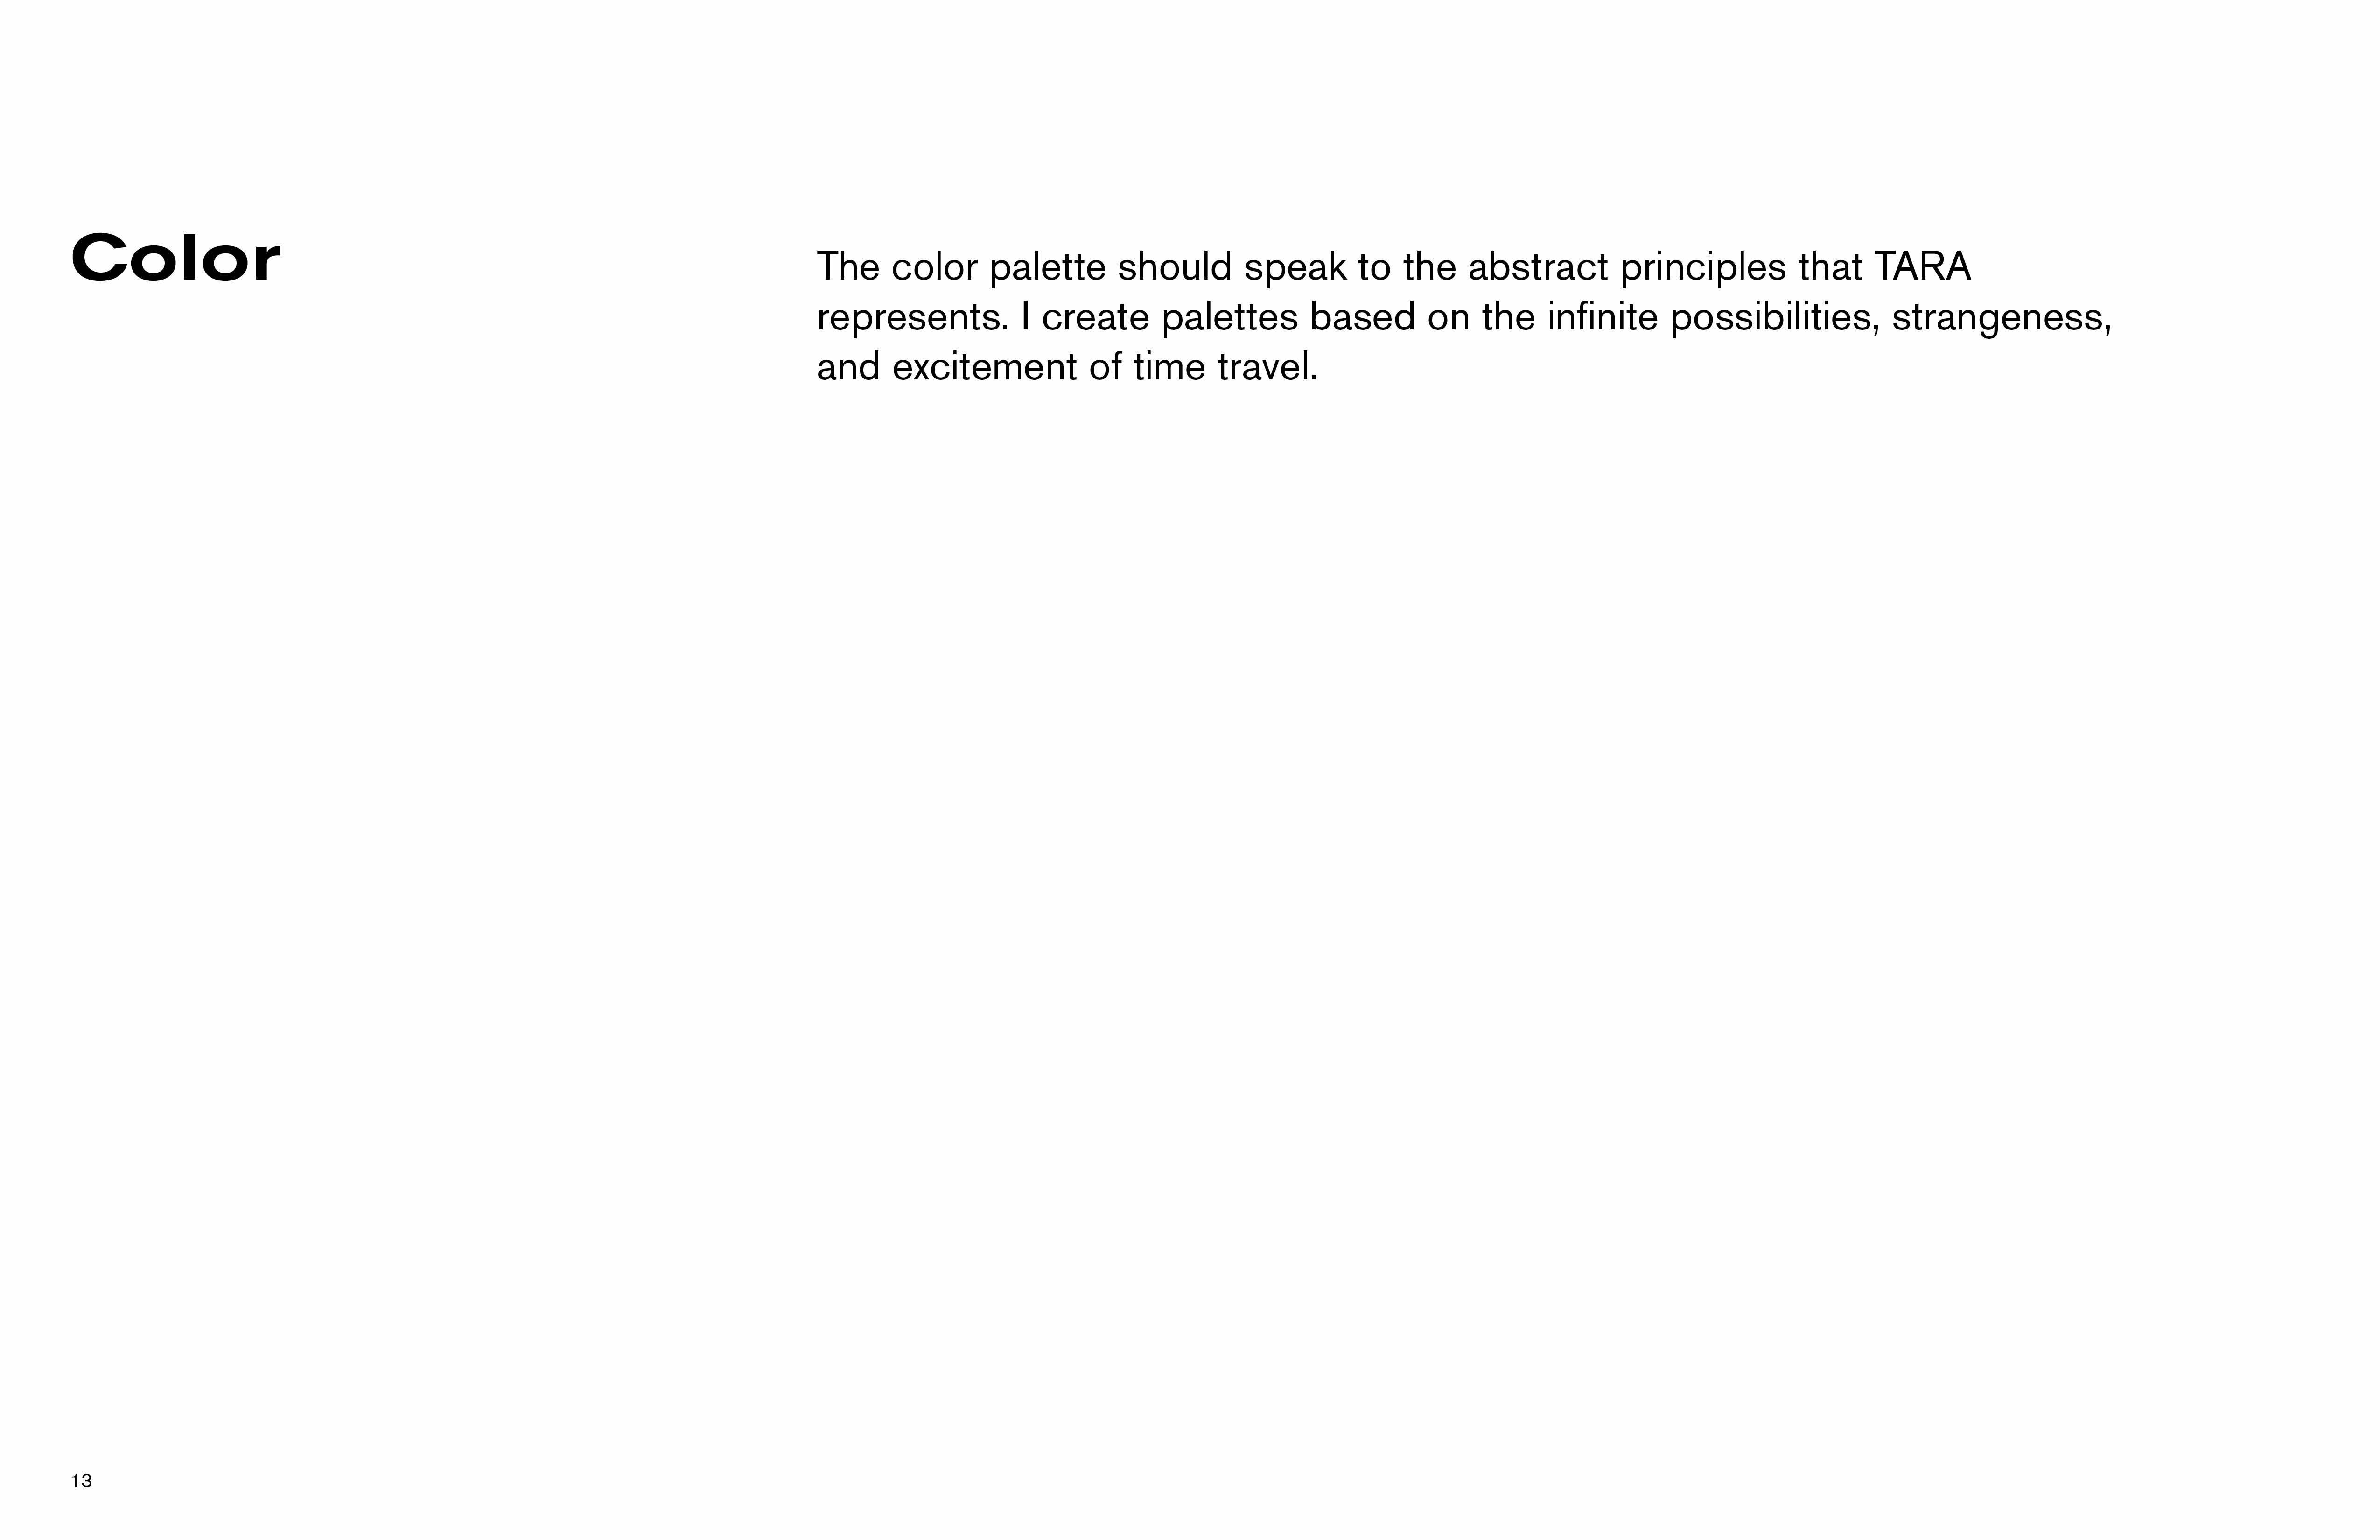 Color
The color palette should speak to the abstract principles that TARA
represents. I create palettes based on the infinite possibilities, strangeness,
and excitement of time travel.
13